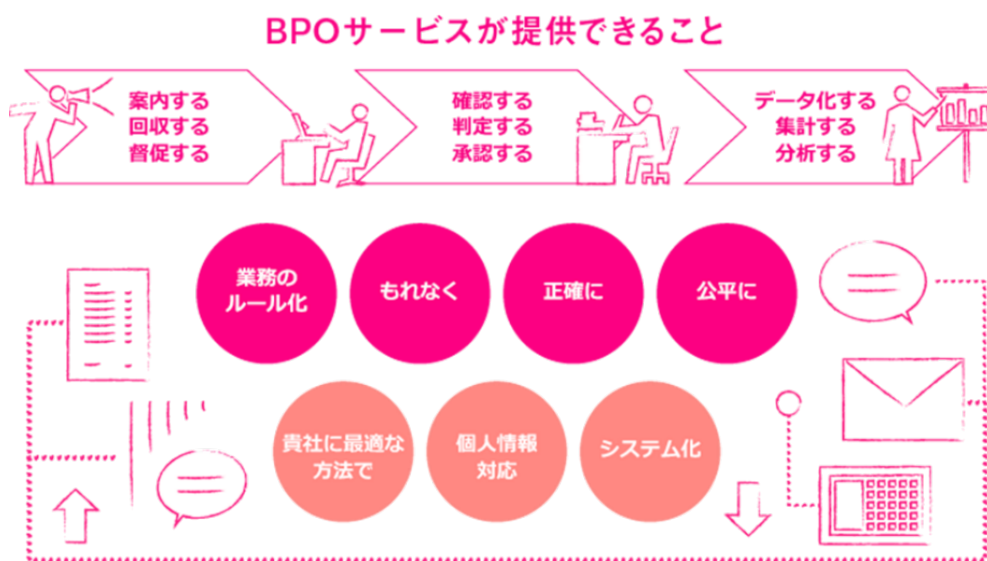 BPOサービスが提供できること
案内する
回収する
督促する
確認する
判定する
承認する
データ化する
集計する
分析する
業務の
ルール化
もれなく
正確に
公平に
貴社に最適な
方法で
個人情報
対応
システム化